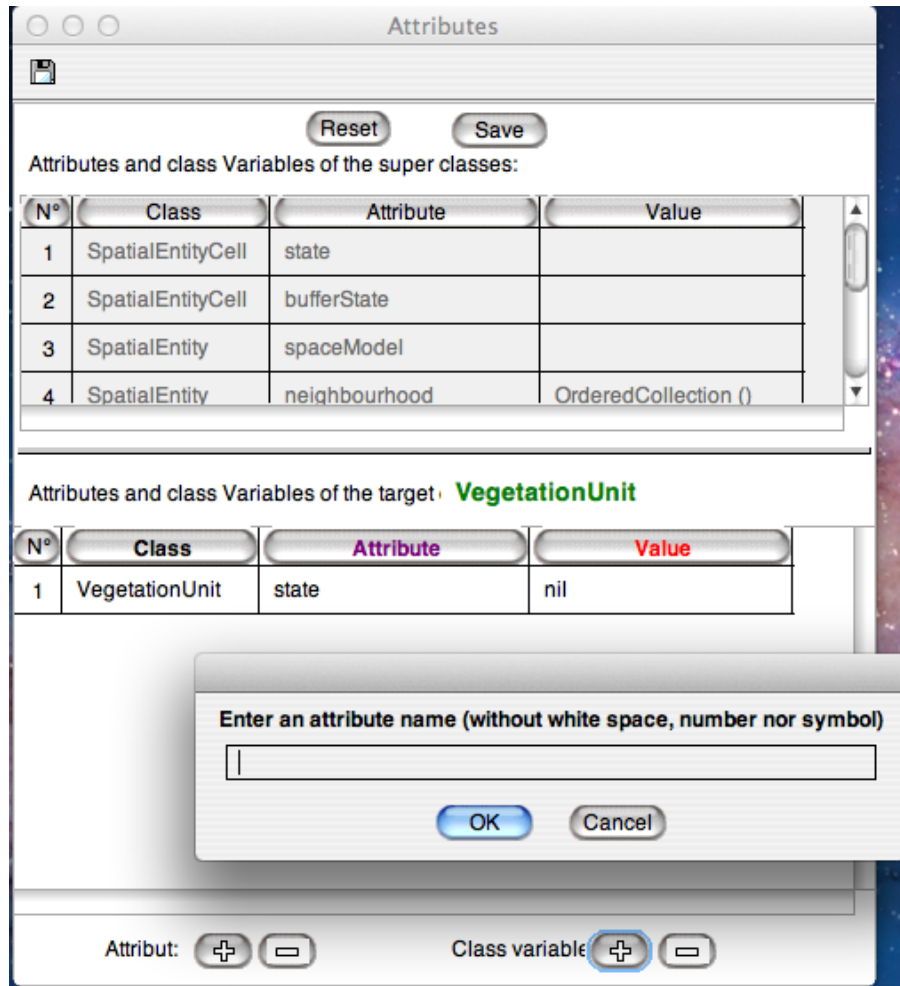 Attributes
Reset Save
Attributes and class Variables of the super classes:
N° Class Attribute Value
1 SpatialEntityCell state
2 SpatialEntityCell bufferState
3 SpatialEntity spaceModel
4 SpatialEntity neighbourhood OrderedCollection ()
Attributes and class Variables of the target VegetationUnit
N° Class Attribute Value
1 VegetationUnit state nil
Enter an attribute name (without white space, number nor symbol)
OK Cancel
Attribut: Class variable